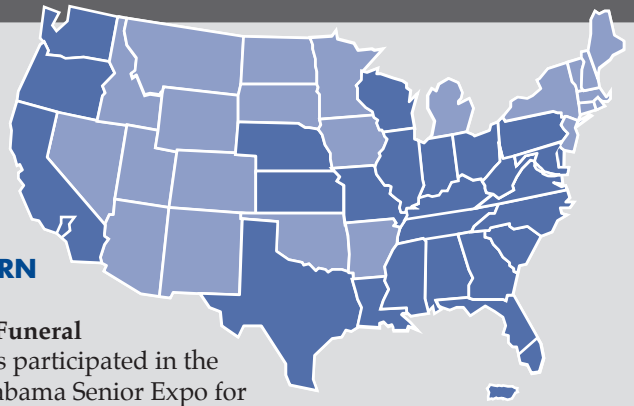 RN
Funeral
s participated in the
abama Senior Expo for